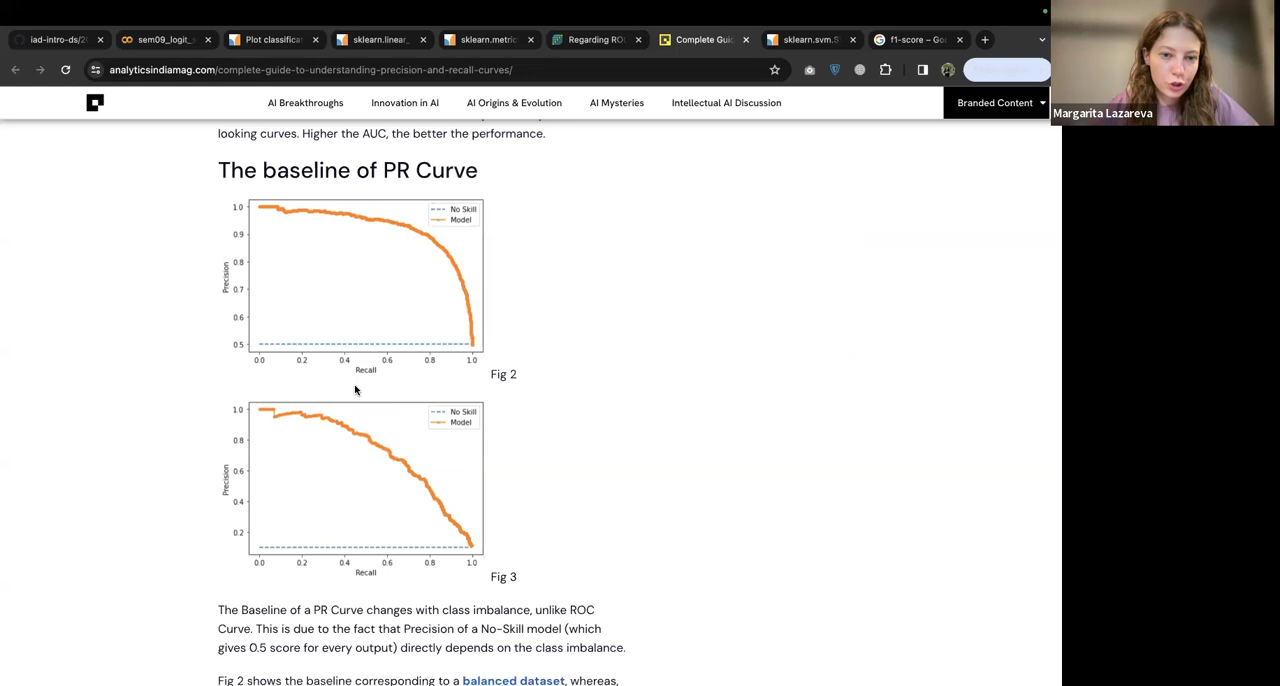 iad-intro-ds/2
sem09_logit_s
Plot classificat
sklearn.linear_
sklearn.metric
Regarding RO
Complete Gui
sklearn.svm.S
f1-score – Goo
analyticsindiamag.com/complete-guide-to-understanding-precision-and-recall-curves/
AI Breakthroughs
Innovation in AI
AI Origins & Evolution
AI Mysteries
Intellectual AI Discussion
Branded Content
Margarita Lazareva
looking curves. Higher the AUC, the better the performance.
The baseline of PR Curve
1.0
0.9
0.8
0.7
0.6
0.5
Precision
No Skill
Model
0.0 0.2 0.4 0.6 0.8 1.0
Recall
Fig 2
1.0
0.8
0.6
0.4
0.2
Precision
No Skill
Model
0.0 0.2 0.4 0.6 0.8 1.0
Recall
Fig 3
The Baseline of a PR Curve changes with class imbalance, unlike ROC
Curve. This is due to the fact that Precision of a No-Skill model (which
gives 0.5 score for every output) directly depends on the class imbalance.
Fig 2 shows the baseline corresponding to a balanced dataset, whereas,